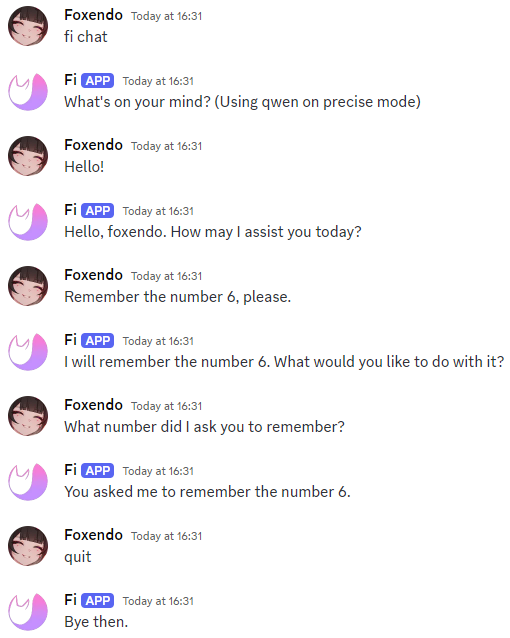 Foxendo Today at 16:31
fi chat
Fi APP Today at 16:31
What's on your mind? (Using qwen on precise mode)
Foxendo Today at 16:31
Hello!
Fi APP Today at 16:31
Hello, foxendo. How may I assist you today?
Foxendo Today at 16:31
Remember the number 6, please.
Fi APP Today at 16:31
I will remember the number 6. What would you like to do with it?
Foxendo Today at 16:31
What number did I ask you to remember?
Fi APP Today at 16:31
You asked me to remember the number 6.
Foxendo Today at 16:31
quit
Fi APP Today at 16:31
Bye then.